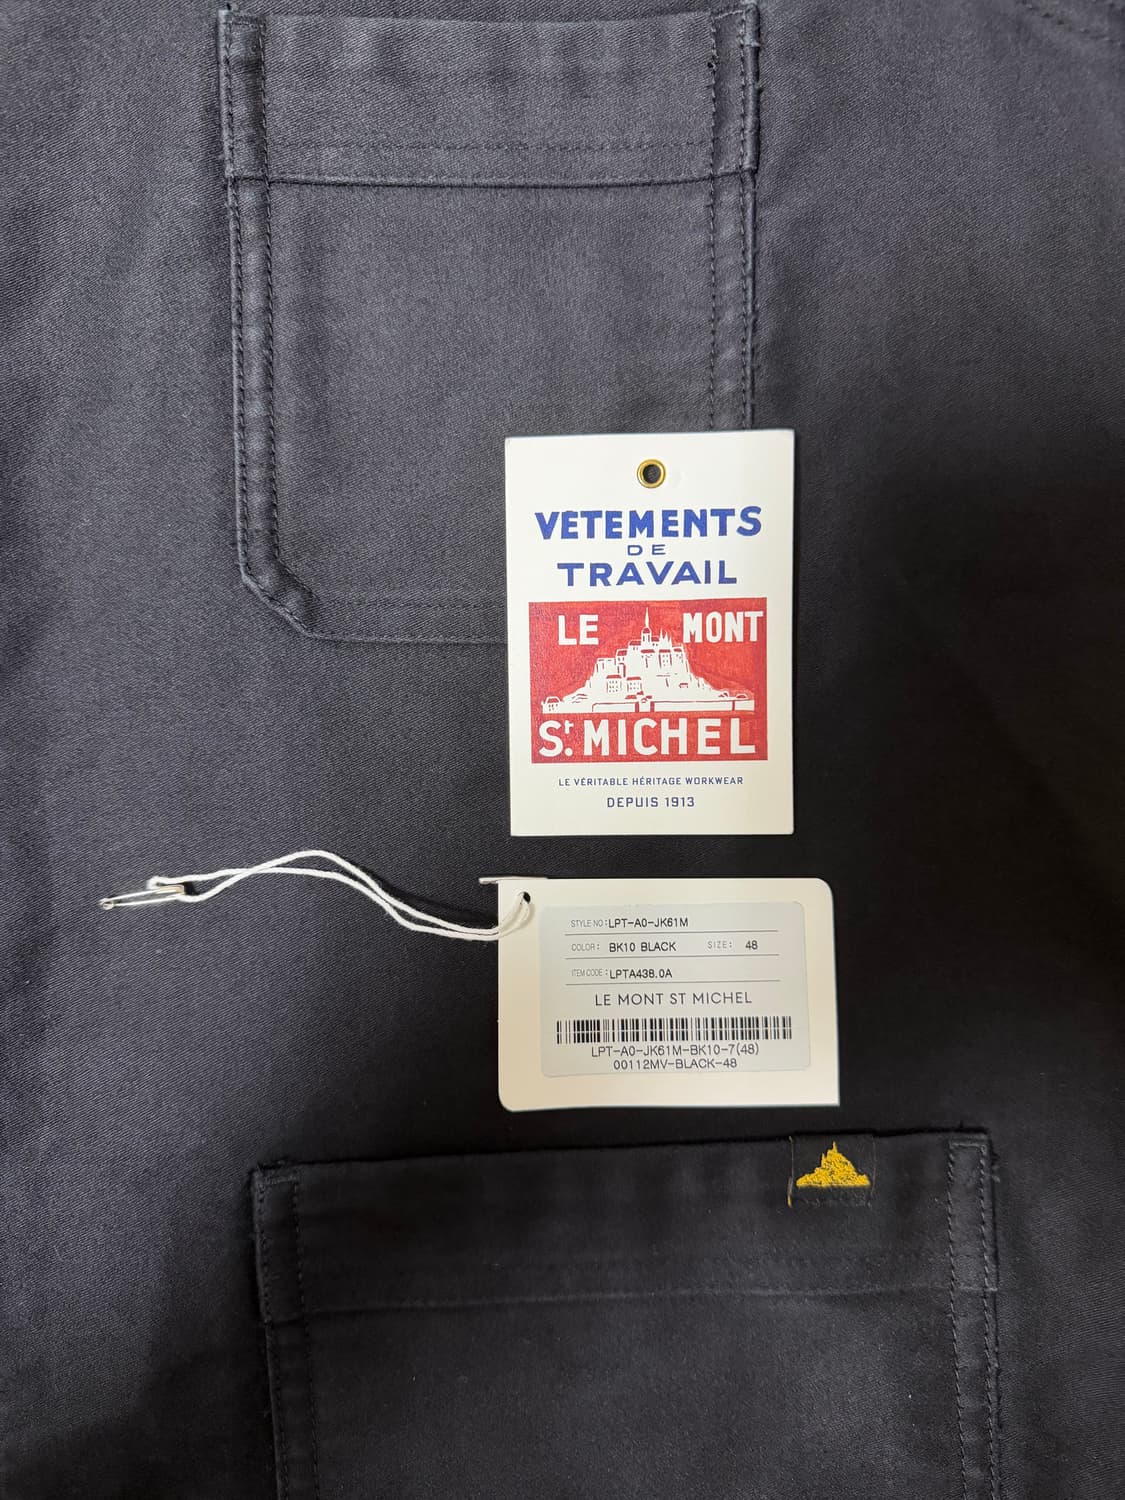 VÊTEMENTS
DE
TRAVAIL
LE MONT
St. MICHEL
LE VÉRITABLE HÉRITAGE WORKWEAR
DEPUIS 1913
STYLE NO : LPT-A0-JK61M
COLOR : BK10 BLACK SIZE : 48
ITEM CODE : LPTA438.0A
LE MONT ST MICHEL
LPT-A0-JK61M-BK10-7(48)
00112MV-BLACK-48